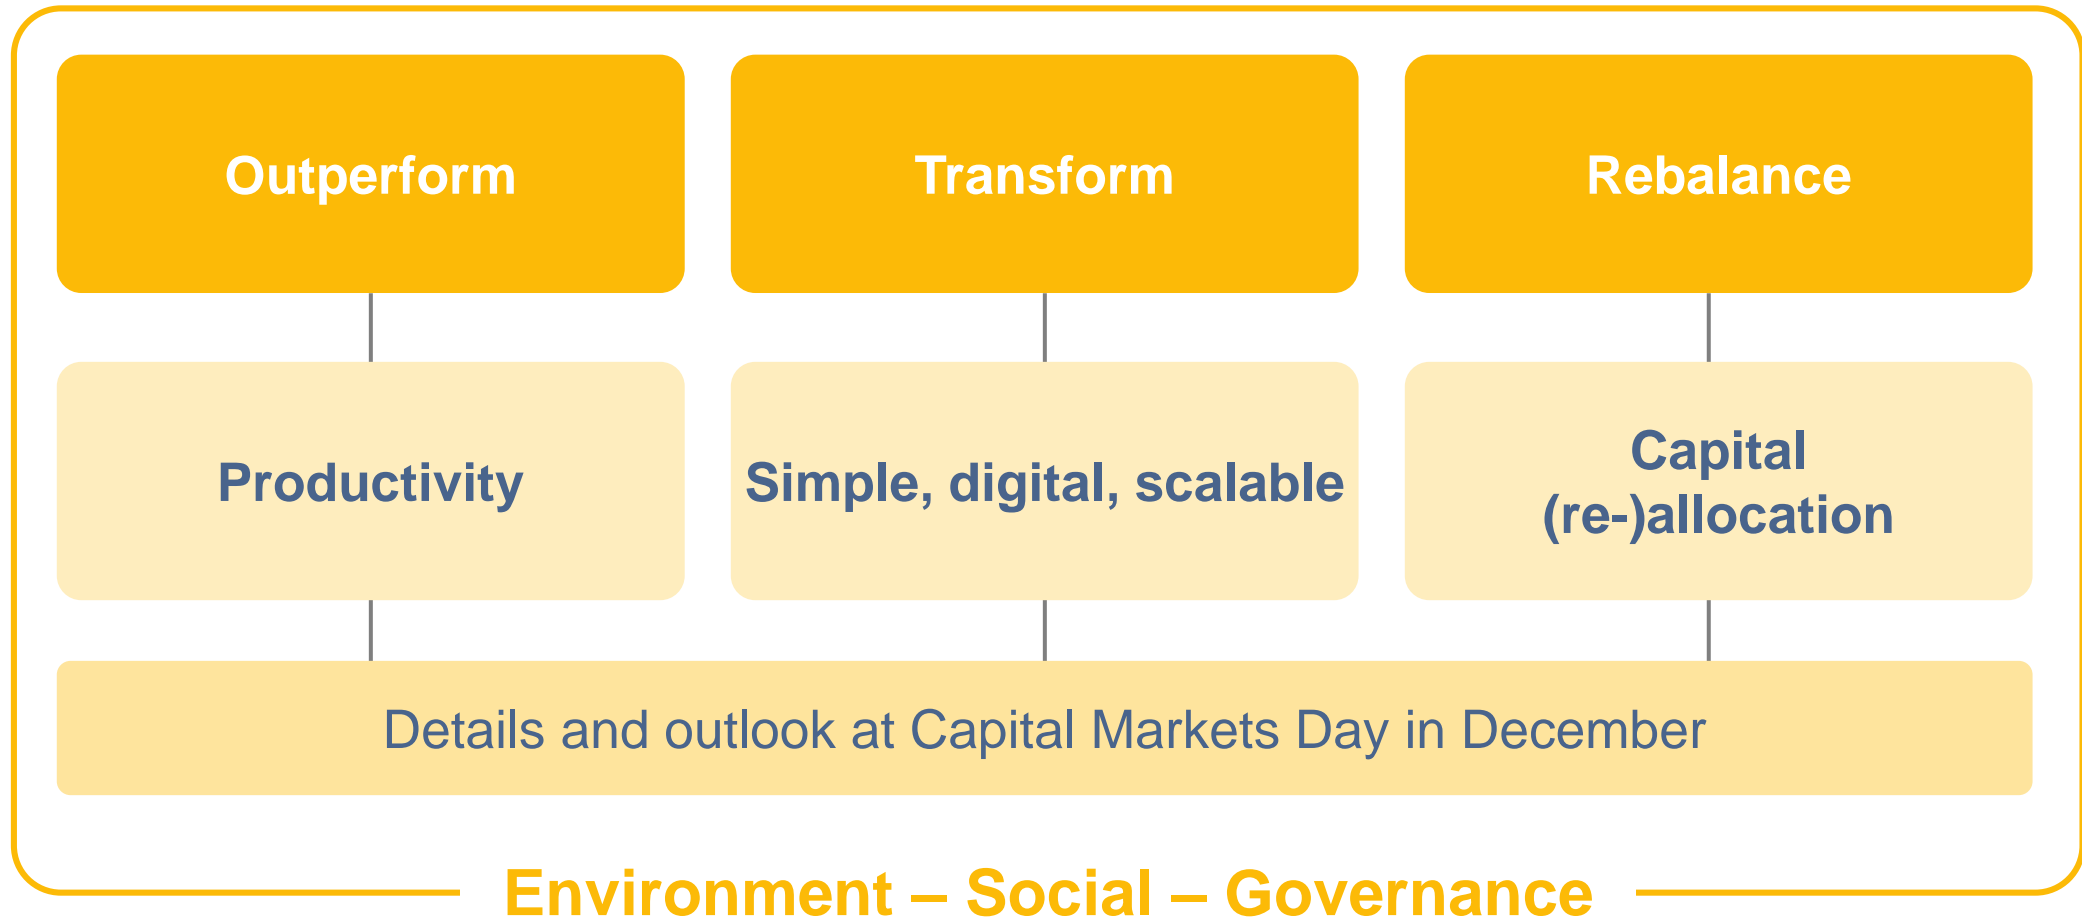 Outperform
Transform
Rebalance
Productivity
Simple, digital, scalable
Capital
(re-)allocation
Details and outlook at Capital Markets Day in December
Environment – Social – Governance